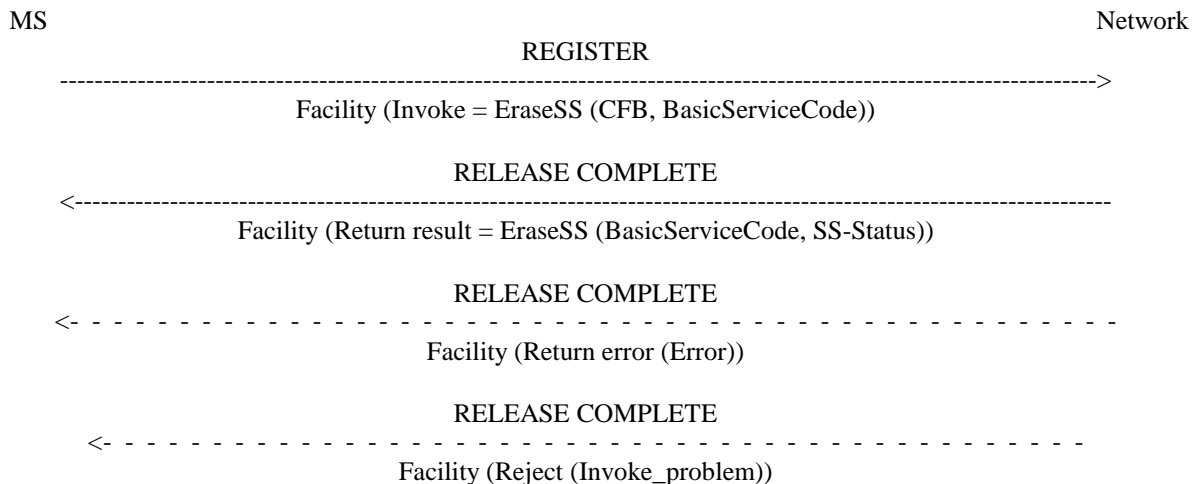 MS Network
REGISTER
Facility (Invoke = EraseSS (CFB, BasicServiceCode))
RELEASE COMPLETE
Facility (Return result = EraseSS (BasicServiceCode, SS-Status))
RELEASE COMPLETE
Facility (Return error (Error))
RELEASE COMPLETE
Facility (Reject (Invoke_problem))